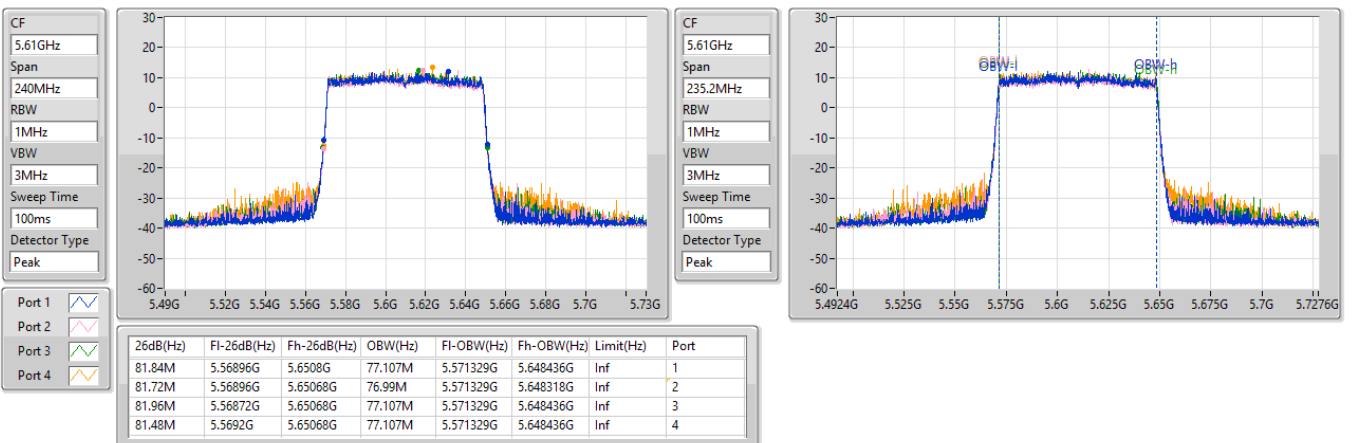 CF
5.61GHz
Span
240MHz
RBW
1MHz
VBW
3MHz
Sweep Time
100ms
Detector Type
Peak
30
20
10
0
-10
-20
-30
-40
-50
-60
5.49G 5.52G 5.54G 5.56G 5.58G 5.6G 5.62G 5.64G 5.66G 5.68G 5.7G 5.73G
CF
5.61GHz
Span
235.2MHz
RBW
1MHz
VBW
3MHz
Sweep Time
100ms
Detector Type
Peak
30
20
10
0
-10
-20
-30
-40
-50
-60
OBW-l OBW-h
5.4924G 5.525G 5.55G 5.575G 5.6G 5.625G 5.65G 5.675G 5.7G 5.7276G
Port 1
Port 2
Port 3
Port 4
26dB(Hz) Fl-26dB(Hz) Fh-26dB(Hz) OBW(Hz) Fl-OBW(Hz) Fh-OBW(Hz) Limit(Hz) Port
81.84M 5.56896G 5.6508G 77.107M 5.571329G 5.648436G Inf 1
81.72M 5.56896G 5.65068G 76.99M 5.571329G 5.648318G Inf 2
81.96M 5.56872G 5.65068G 77.107M 5.571329G 5.648436G Inf 3
81.48M 5.5692G 5.65068G 77.107M 5.571329G 5.648436G Inf 4